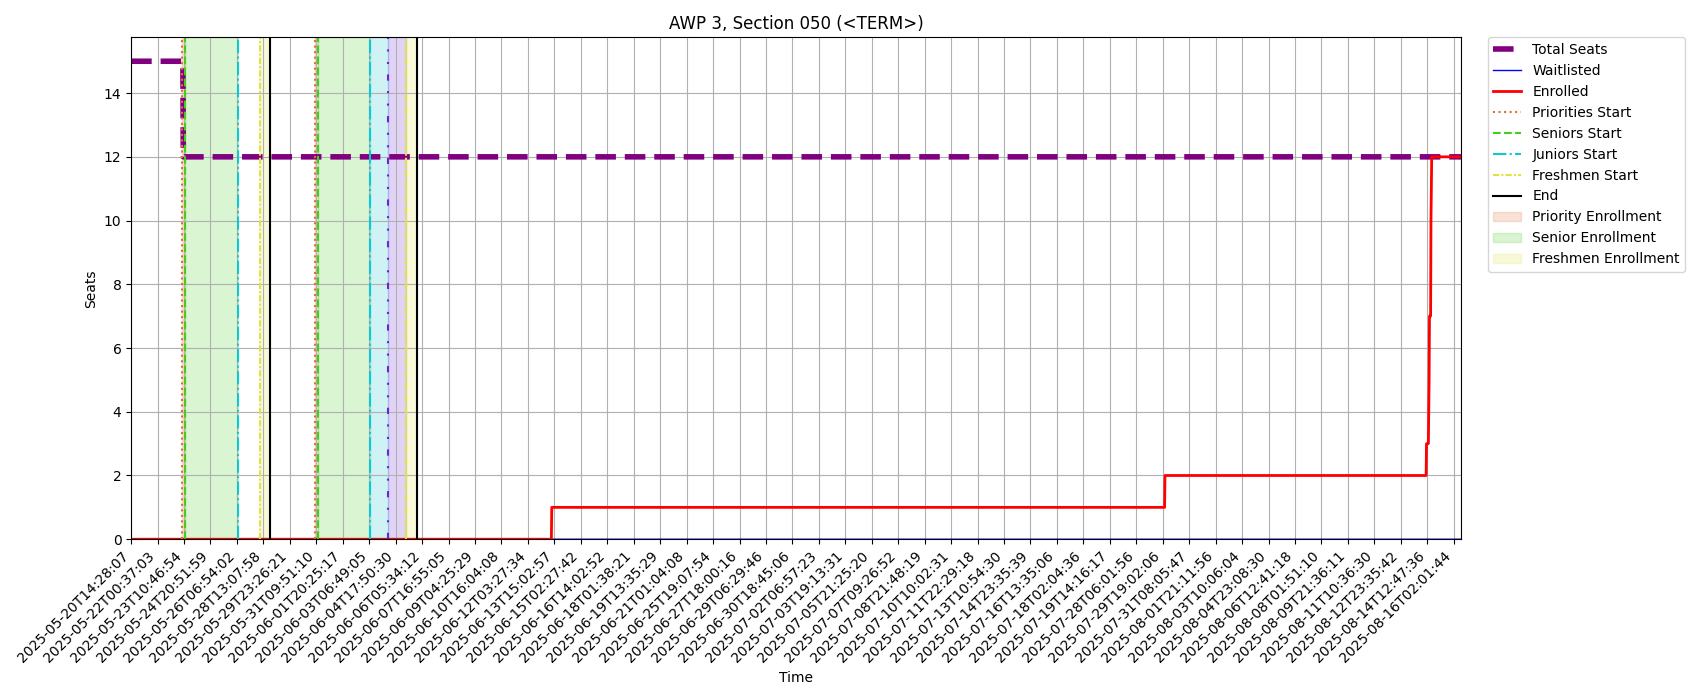 AWP 3, Section 050 (<TERM>)
Seats
14
12
10
8
6
4
2
0
2025-05-20T14:28:07
2025-05-22T00:37:03
2025-05-23T10:46:54
2025-05-24T20:51:59
2025-05-26T06:54:02
2025-05-28T13:07:58
2025-05-29T23:26:21
2025-05-31T09:51:10
2025-06-01T20:25:17
2025-06-03T06:49:05
2025-06-04T17:50:30
2025-06-06T05:34:12
2025-06-07T16:55:05
2025-06-09T04:25:29
2025-06-10T16:04:08
2025-06-12T03:27:34
2025-06-13T15:02:57
2025-06-15T02:27:42
2025-06-16T14:02:52
2025-06-18T01:38:21
2025-06-19T13:35:29
2025-06-21T01:04:08
2025-06-25T19:07:54
2025-06-27T18:00:16
2025-06-29T06:29:46
2025-06-30T18:45:06
2025-07-02T06:57:23
2025-07-03T19:13:31
2025-07-05T21:25:20
2025-07-07T09:26:52
2025-07-08T21:48:19
2025-07-10T10:02:31
2025-07-11T22:29:18
2025-07-13T10:54:30
2025-07-14T23:35:39
2025-07-16T13:35:06
2025-07-18T02:04:36
2025-07-19T14:16:17
2025-07-28T06:01:56
2025-07-29T19:02:06
2025-07-31T08:05:47
2025-08-01T21:11:56
2025-08-03T10:06:04
2025-08-04T23:08:30
2025-08-06T12:41:18
2025-08-08T01:51:10
2025-08-09T21:36:11
2025-08-11T10:36:30
2025-08-12T23:35:42
2025-08-14T12:47:36
2025-08-16T02:01:44
Time
Total Seats
Waitlisted
Enrolled
Priorities Start
Seniors Start
Juniors Start
Freshmen Start
End
Priority Enrollment
Senior Enrollment
Freshmen Enrollment